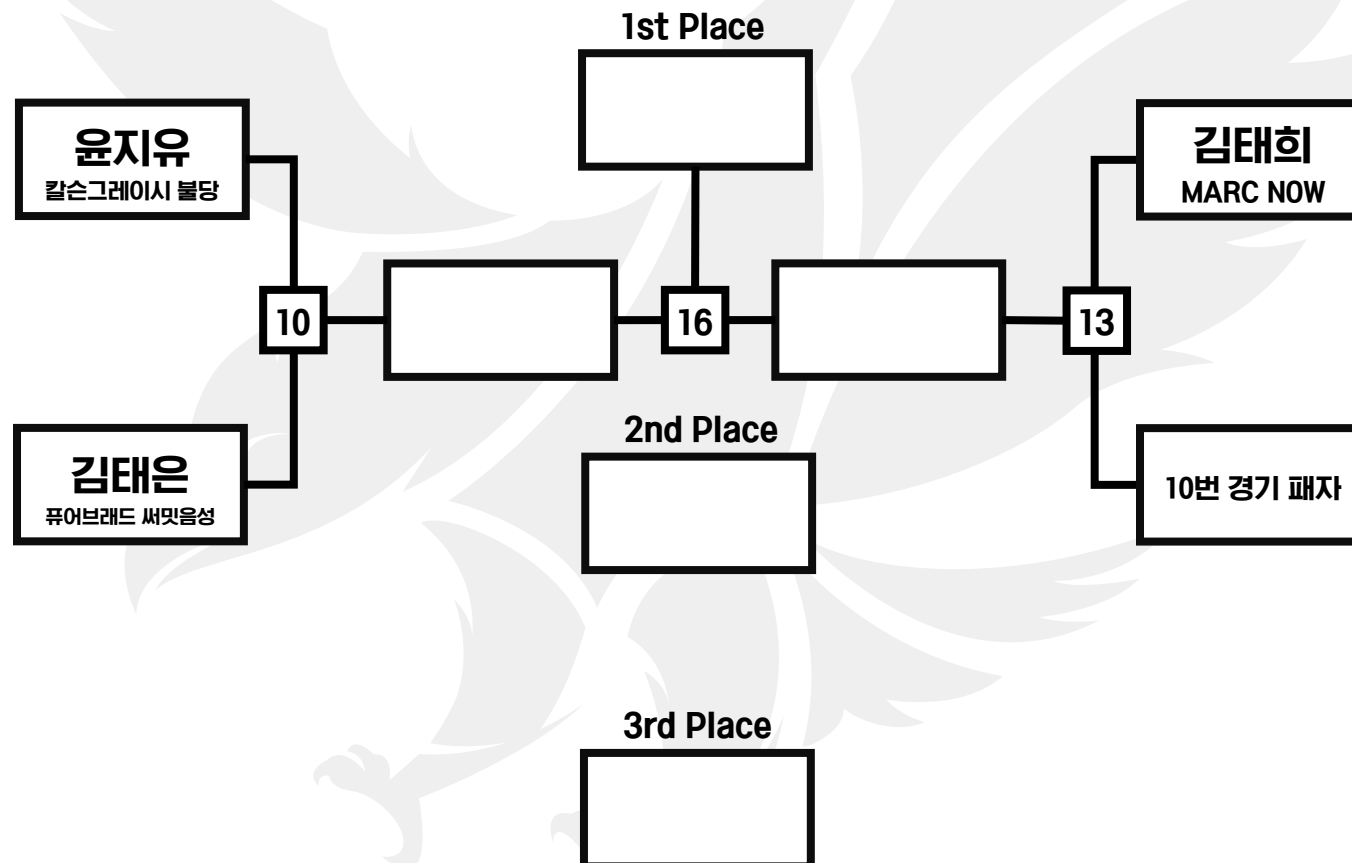 1st Place
윤지유
칼슨그레이시 불당
김태희
MARC NOW
10
16
13
2nd Place
김태은
퓨어브래드 써밋음성
10번 경기 패자
3rd Place